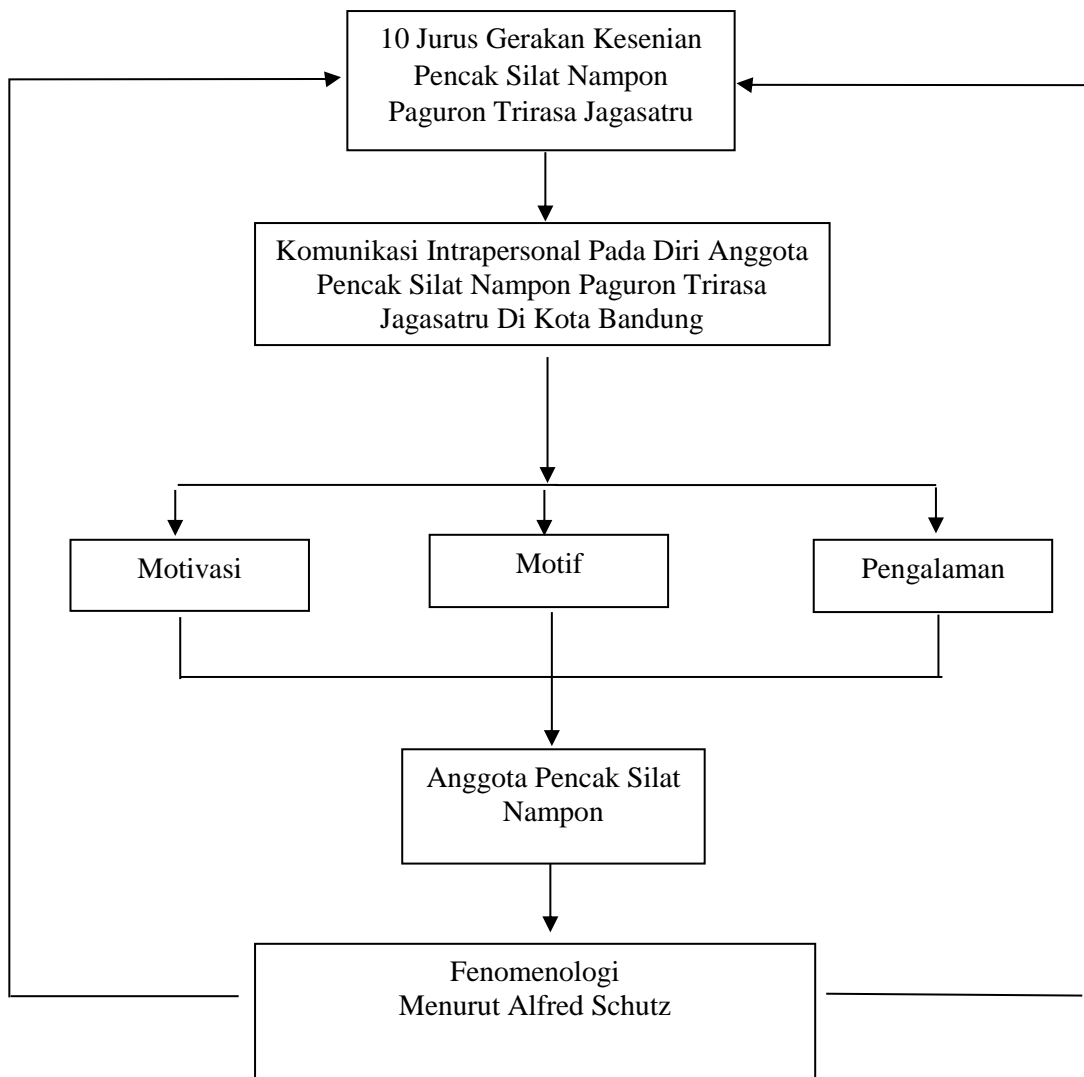 10 Jurus Gerakan Kesenian
Pencak Silat Nampon
Paguron Trirasa Jagasatru
Komunikasi Intrapersonal Pada Diri Anggota
Pencak Silat Nampon Paguron Trirasa
Jagasatru Di Kota Bandung
Motivasi
Motif
Pengalaman
Anggota Pencak Silat
Nampon
Fenomenologi
Menurut Alfred Schutz